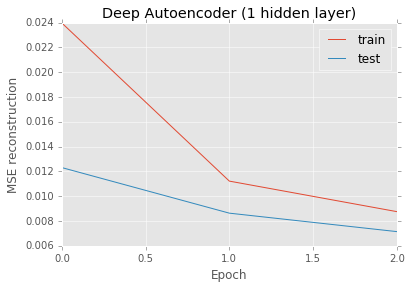 Deep Autoencoder (1 hidden layer)
0.024
0.022
0.020
0.018
0.016
0.014
0.012
0.010
0.008
0.006
MSE reconstruction
train
test
0.0 0.5 1.0 1.5 2.0
Epoch